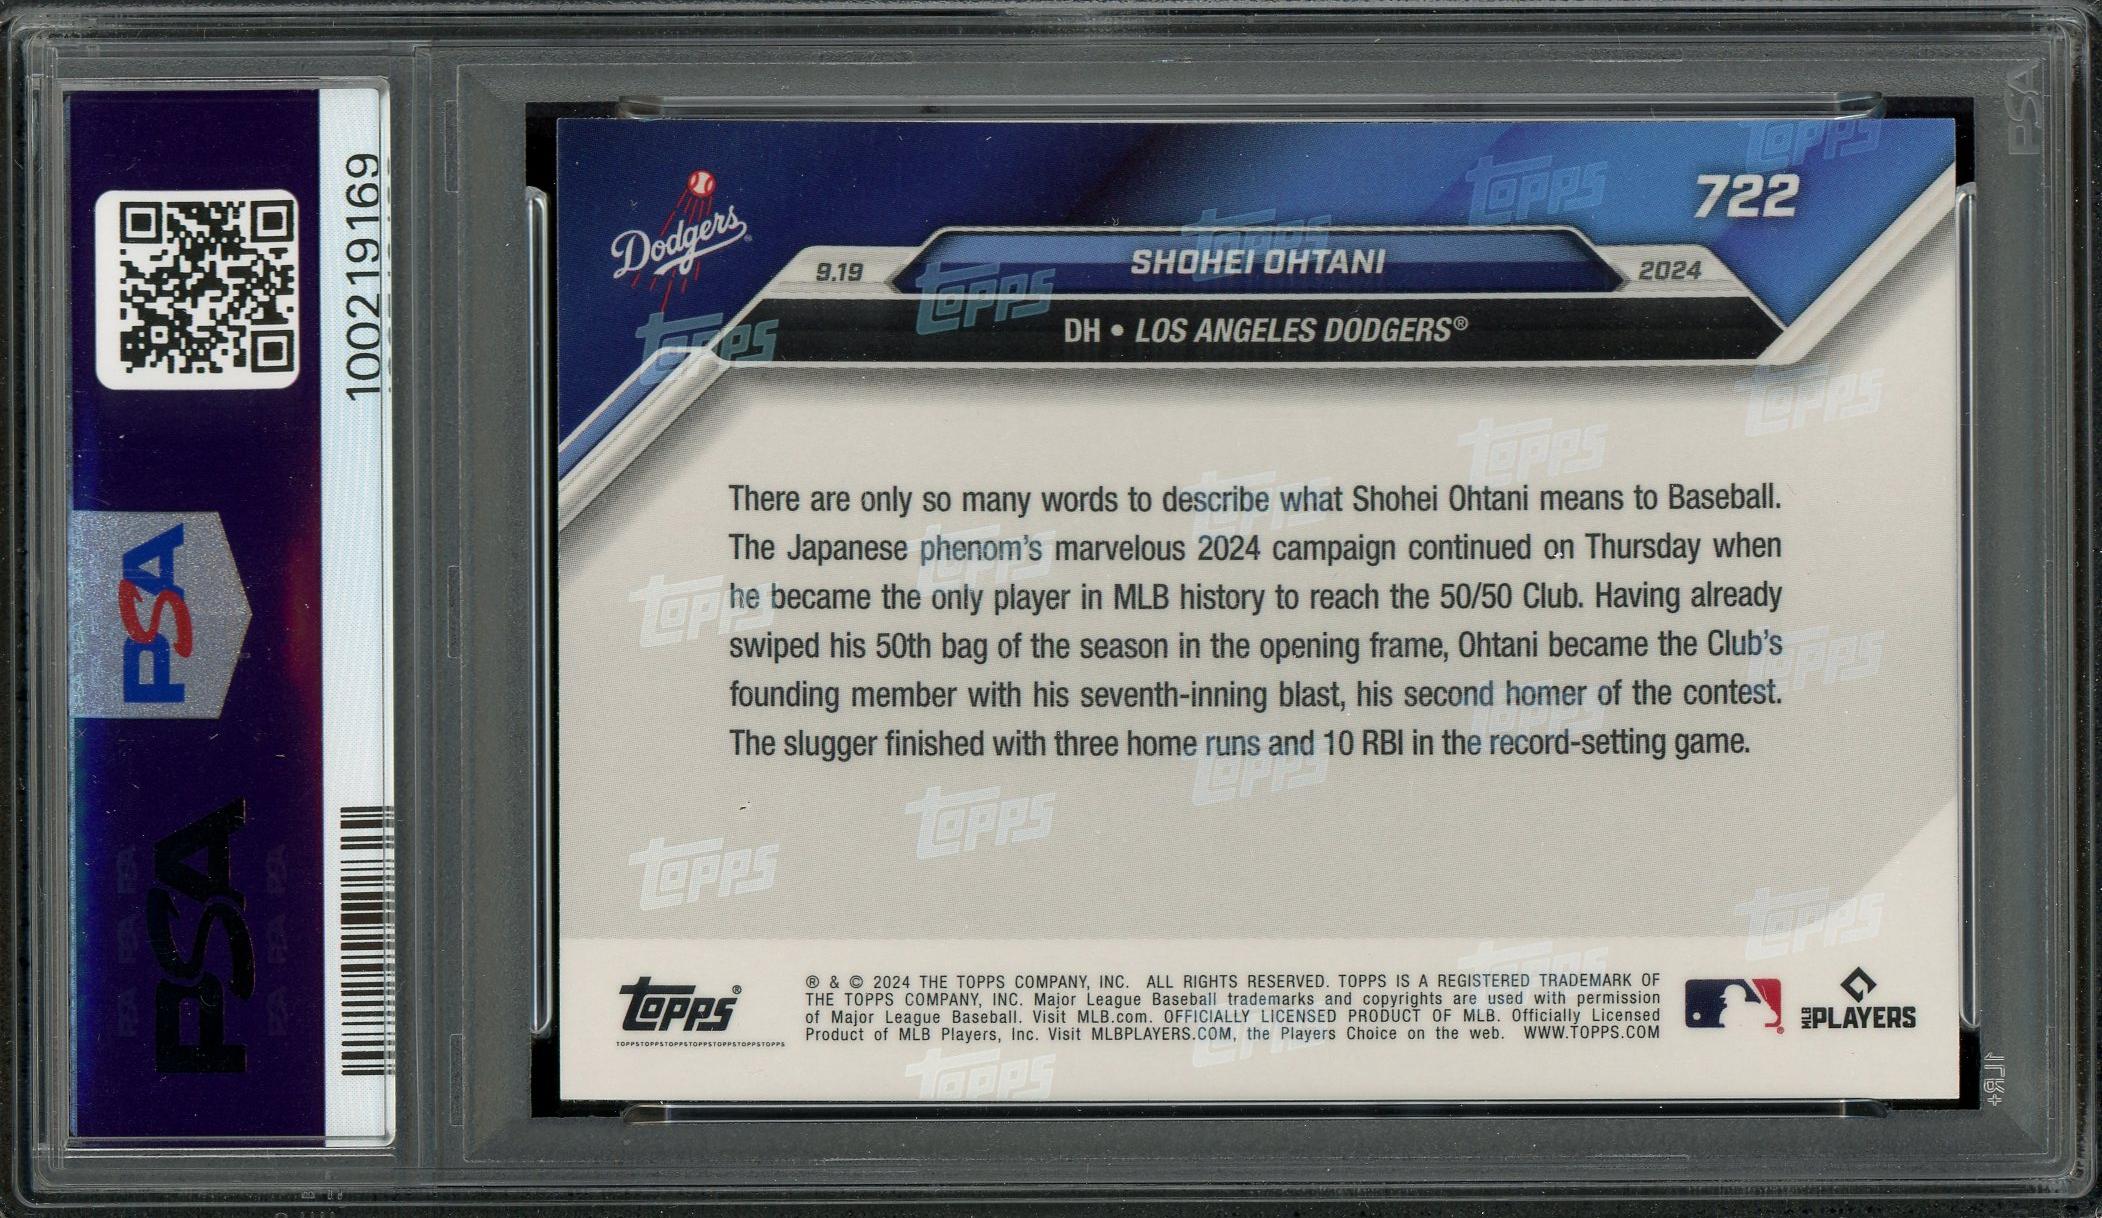 100219169
PSA
PSA
PSA
Dodgers
722
9.19
SHOHEI OHTANI
2024
DH • LOS ANGELES DODGERS®
There are only so many words to describe what Shohei Ohtani means to Baseball.
The Japanese phenom's marvelous 2024 campaign continued on Thursday when
he became the only player in MLB history to reach the 50/50 Club. Having already
swiped his 50th bag of the season in the opening frame, Ohtani became the Club's
founding member with his seventh-inning blast, his second homer of the contest.
The slugger finished with three home runs and 10 RBI in the record-setting game.
Topps®
TOPPSTOPPSTOPPSTOPPSTOPPSTOPPSTOPPS
® & © 2024 THE TOPPS COMPANY, INC. ALL RIGHTS RESERVED. TOPPS IS A REGISTERED TRADEMARK OF
THE TOPPS COMPANY, INC. Major League Baseball trademarks and copyrights are used with permission
of Major League Baseball. Visit MLB.com. OFFICIALLY LICENSED PRODUCT OF MLB. Officially Licensed
Product of MLB Players, Inc. Visit MLBPLAYERS.COM, the Players Choice on the web. WWW.TOPPS.COM
MLB PLAYERS